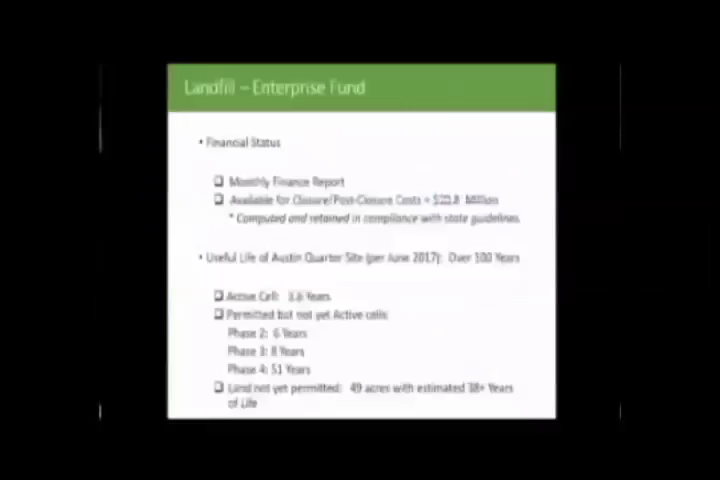 Landfill – Enterprise Fund
• Financial Status
❑ Monthly Finance Report
❑ Available for Closure/Post-Closure Costs = Million
* Computed and retained in compliance with state guidelines.
• Useful Life of Austin Quarter Site (per June 2017): Over 100 Years
❑ Active Cell: Years
❑ Permitted but not yet Active cells
Phase 2: 6 Years
Phase 3: 8 Years
Phase 4: 51 Years
❑ Land not yet permitted: 49 acres with estimated 38+ Years
of Life